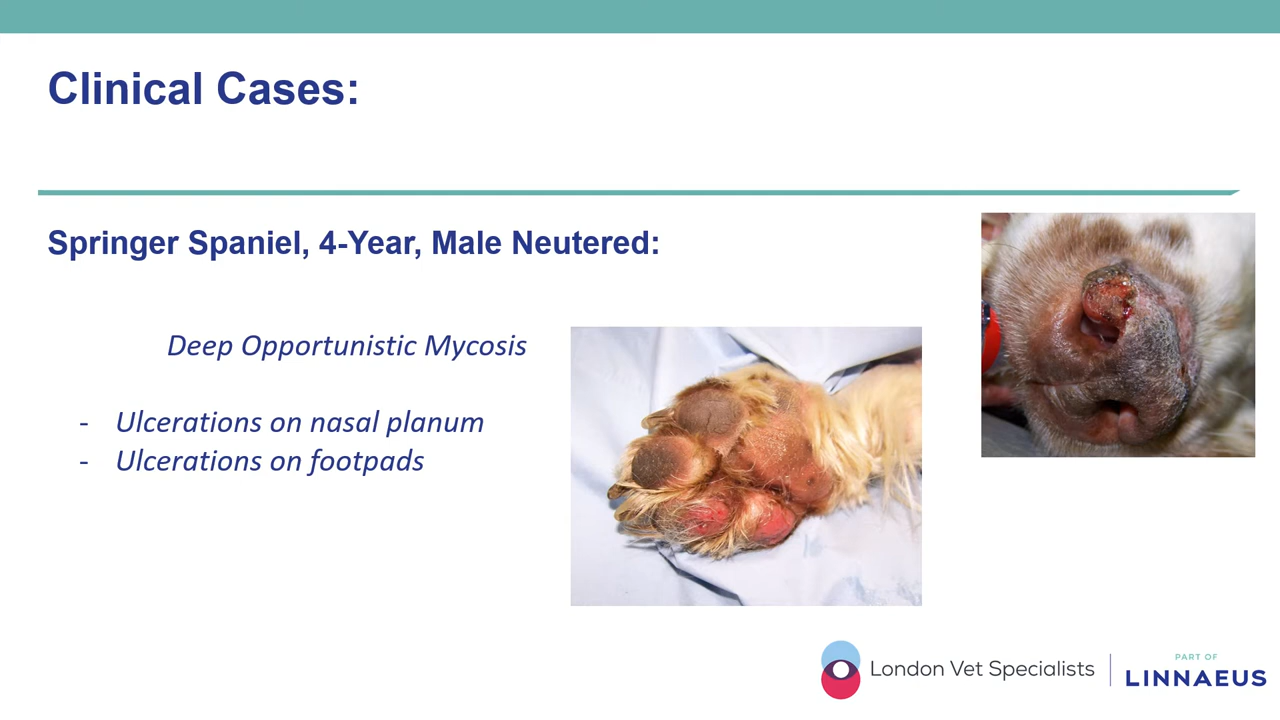 Clinical Cases:
Springer Spaniel, 4-Year, Male Neutered:
Deep Opportunistic Mycosis
- Ulcerations on nasal planum
- Ulcerations on footpads
London Vet Specialists
PART OF
LINNAEUS